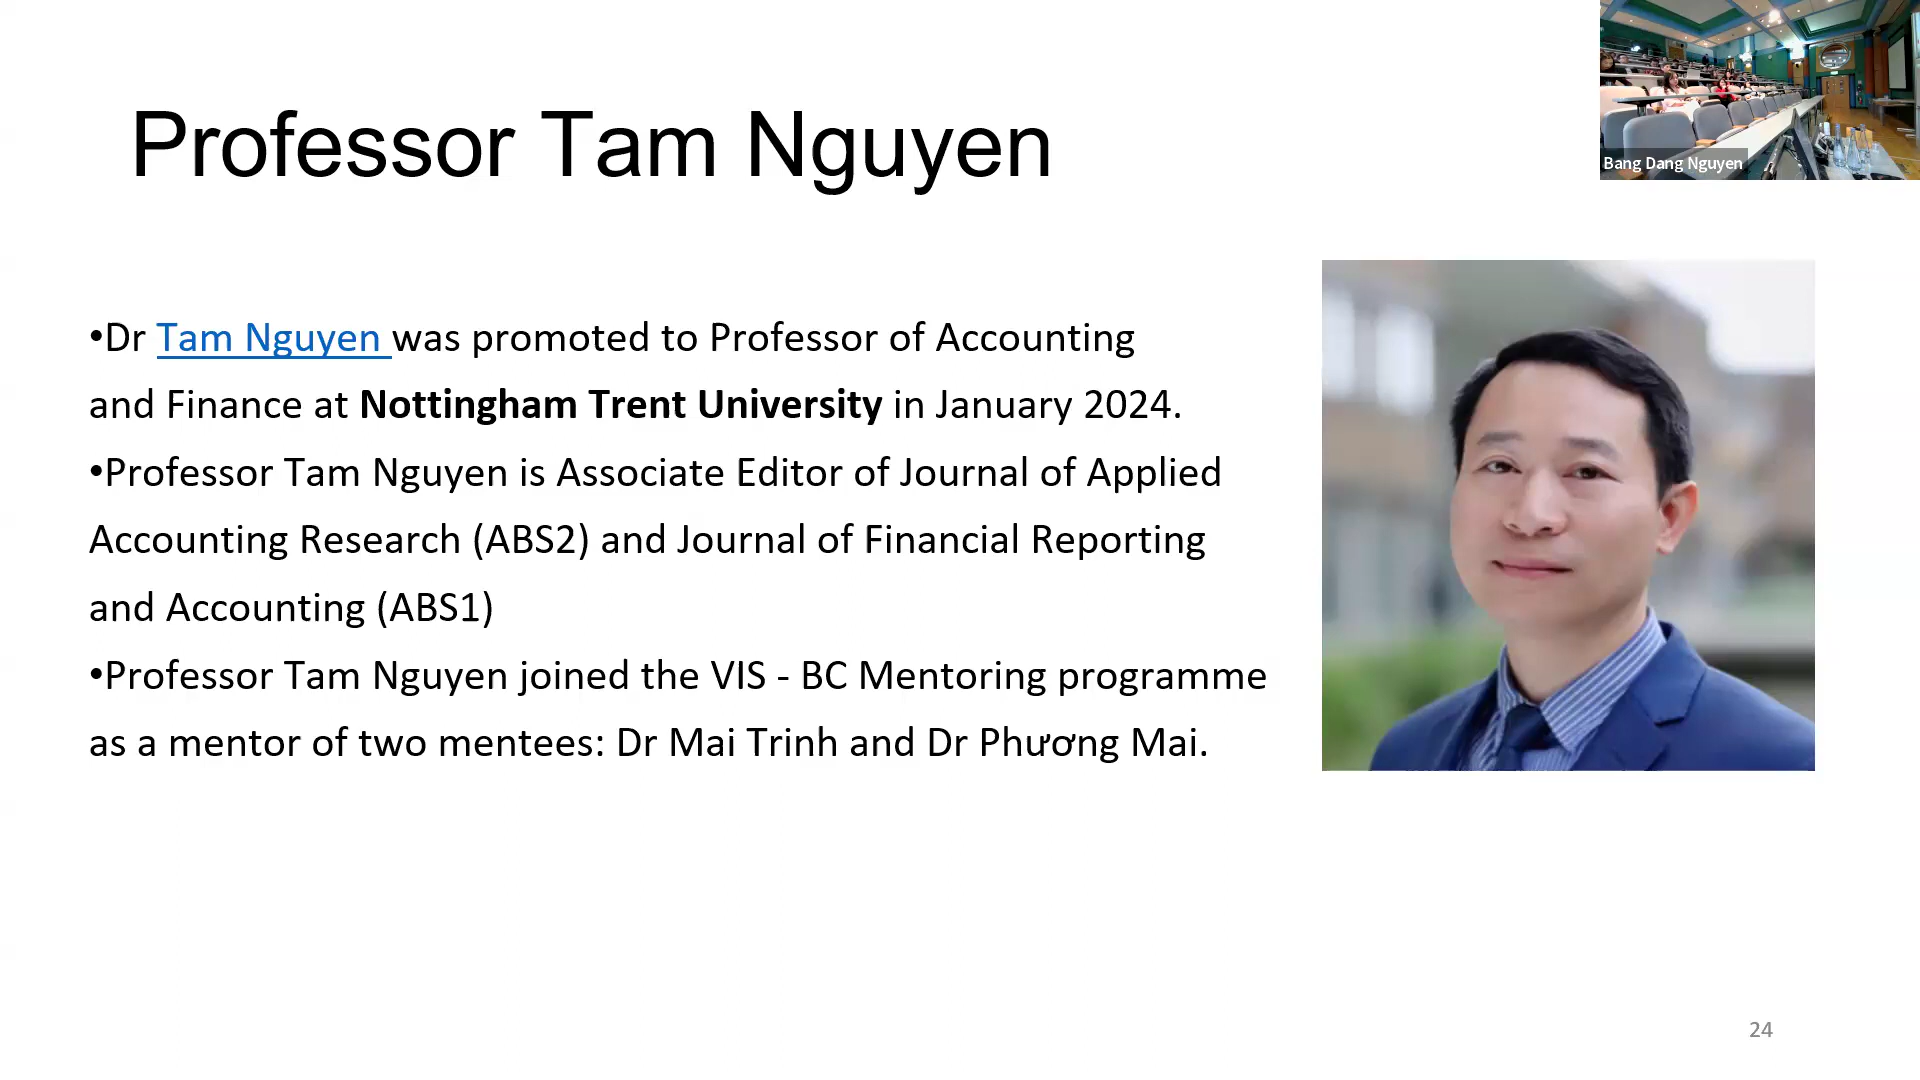 Professor Tam Nguyen
Bang Dang Nguyen
•Dr Tam Nguyen was promoted to Professor of Accounting
and Finance at Nottingham Trent University in January 2024.
•Professor Tam Nguyen is Associate Editor of Journal of Applied
Accounting Research (ABS2) and Journal of Financial Reporting
and Accounting (ABS1)
•Professor Tam Nguyen joined the VIS - BC Mentoring programme
as a mentor of two mentees: Dr Mai Trinh and Dr Phương Mai.
24